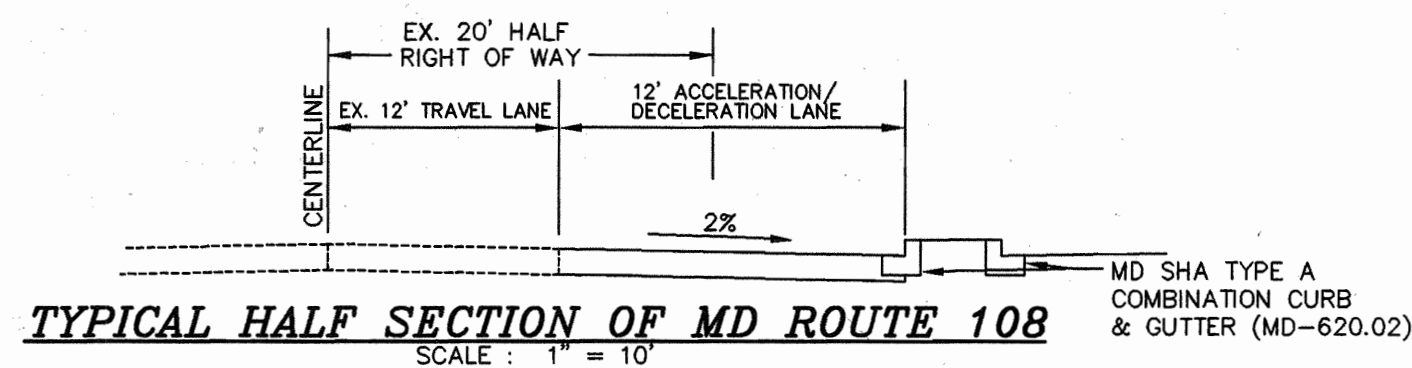 EX. 20' HALF
RIGHT OF WAY
CENTERLINE
EX. 12' TRAVEL LANE
12' ACCELERATION/
DECELERATION LANE
2%
MD SHA TYPE A
COMBINATION CURB
& GUTTER (MD-620.02)
TYPICAL HALF SECTION OF MD ROUTE 108
SCALE : 1" = 10'